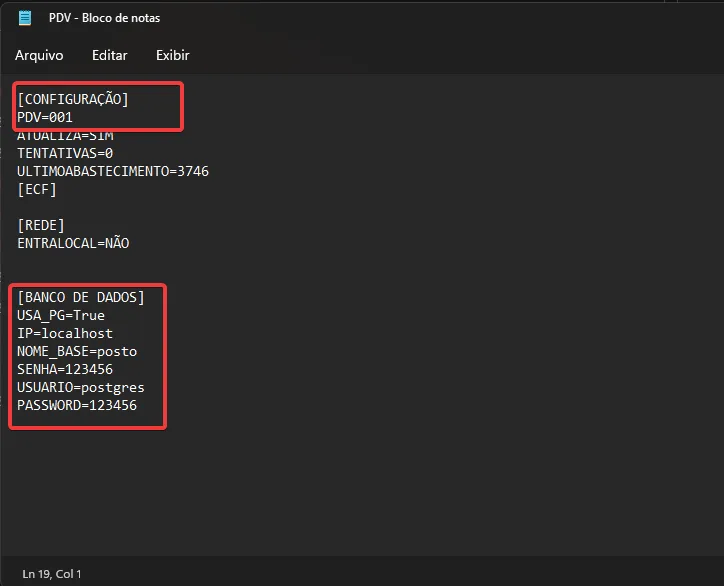 PDV - Bloco de notas
Arquivo Editar Exibir
[CONFIGURAÇÃO]
PDV=001
ATUALIZA=SIM
TENTATIVAS=0
ULTIMOABASTECIMENTO=3746
[ECF]
[REDE]
ENTRALOCAL=NÃO
[BANCO DE DADOS]
USA_PG=True
IP=localhost
NOME_BASE=posto
SENHA=123456
USUARIO=postgres
PASSWORD=123456
Ln 19, Col 1